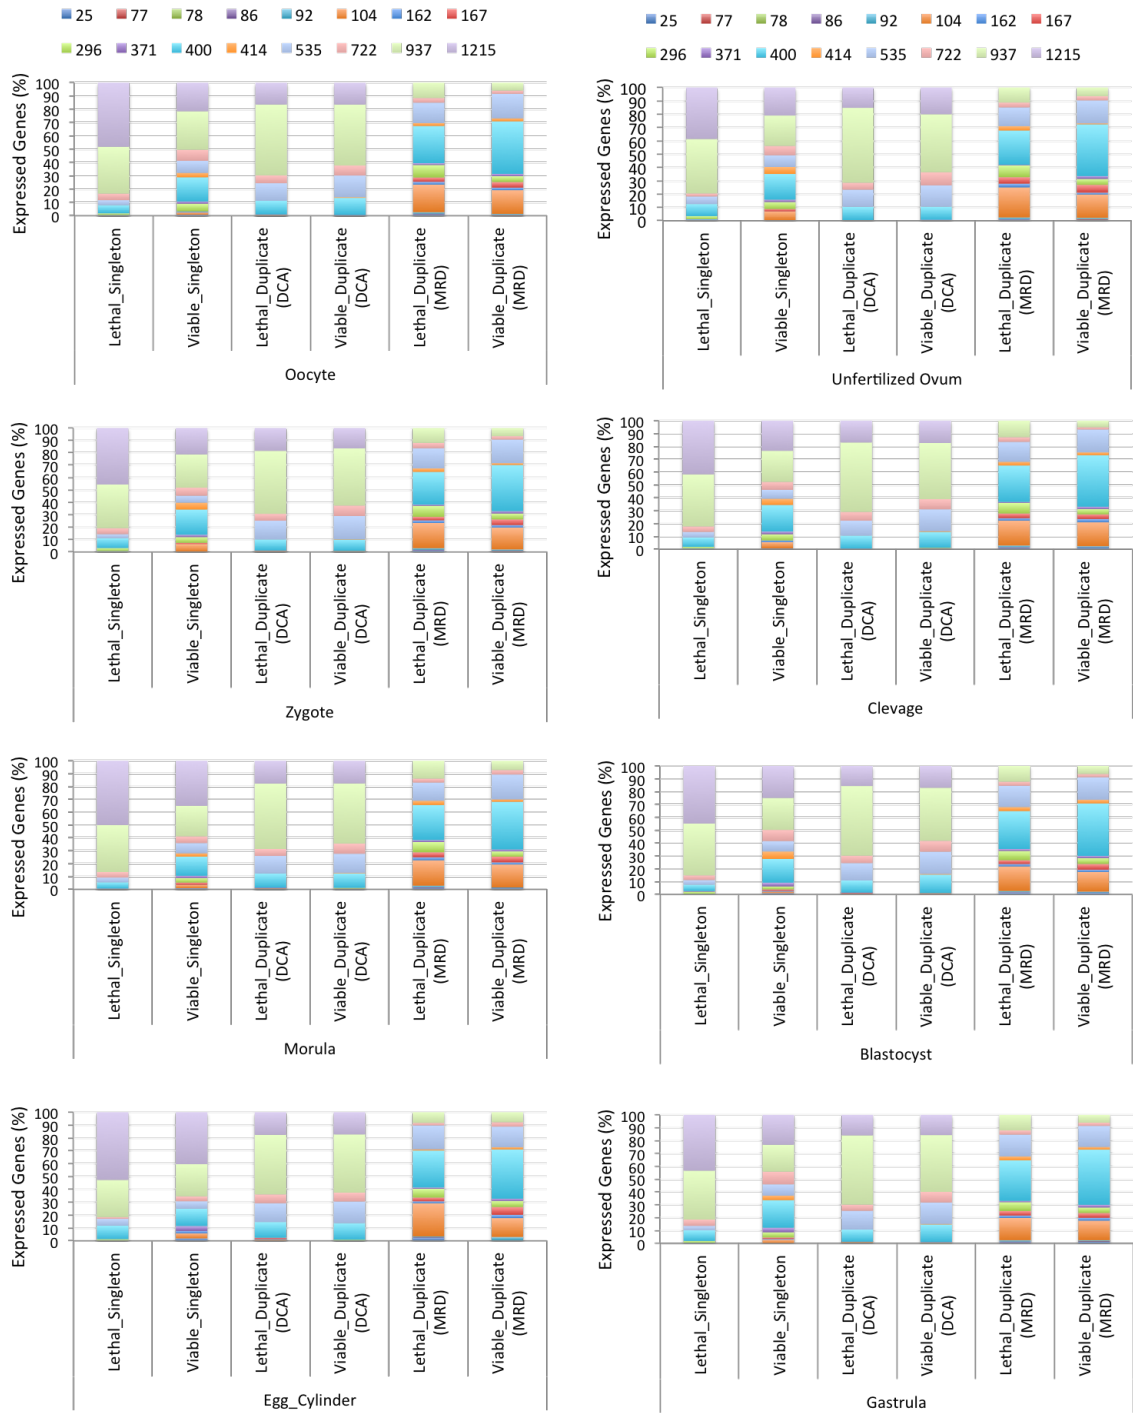 25 77 78 86 92 104 162 167
296 371 400 414 535 722 937 1215
Expressed Genes (%)
100
90
80
70
60
50
40
30
20
10
0
Lethal_Singleton
Viable_Singleton
Lethal_Duplicate
(DCA)
Viable_Duplicate
(DCA)
Lethal_Duplicate
(MRD)
Viable_Duplicate
(MRD)
Oocyte
25 77 78 86 92 104 162 167
296 371 400 414 535 722 937 1215
Expressed Genes (%)
100
90
80
70
60
50
40
30
20
10
0
Lethal_Singleton
Viable_Singleton
Lethal_Duplicate
(DCA)
Viable_Duplicate
(DCA)
Lethal_Duplicate
(MRD)
Viable_Duplicate
(MRD)
Unfertilized Ovum
Expressed Genes (%)
100
90
80
70
60
50
40
30
20
10
0
Lethal_Singleton
Viable_Singleton
Lethal_Duplicate
(DCA)
Viable_Duplicate
(DCA)
Lethal_Duplicate
(MRD)
Viable_Duplicate
(MRD)
Zygote
Expressed Genes (%)
100
90
80
70
60
50
40
30
20
10
0
Lethal_Singleton
Viable_Singleton
Lethal_Duplicate
(DCA)
Viable_Duplicate
(DCA)
Lethal_Duplicate
(MRD)
Viable_Duplicate
(MRD)
Clevage
Expressed Genes (%)
100
90
80
70
60
50
40
30
20
10
0
Lethal_Singleton
Viable_Singleton
Lethal_Duplicate
(DCA)
Viable_Duplicate
(DCA)
Lethal_Duplicate
(MRD)
Viable_Duplicate
(MRD)
Morula
Expressed Genes (%)
100
90
80
70
60
50
40
30
20
10
0
Lethal_Singleton
Viable_Singleton
Lethal_Duplicate
(DCA)
Viable_Duplicate
(DCA)
Lethal_Duplicate
(MRD)
Viable_Duplicate
(MRD)
Blastocyst
Expressed Genes (%)
100
90
80
70
60
50
40
30
20
10
0
Lethal_Singleton
Viable_Singleton
Lethal_Duplicate
(DCA)
Viable_Duplicate
(DCA)
Lethal_Duplicate
(MRD)
Viable_Duplicate
(MRD)
Egg_Cylinder
Expressed Genes (%)
100
90
80
70
60
50
40
30
20
10
0
Lethal_Singleton
Viable_Singleton
Lethal_Duplicate
(DCA)
Viable_Duplicate
(DCA)
Lethal_Duplicate
(MRD)
Viable_Duplicate
(MRD)
Gastrula